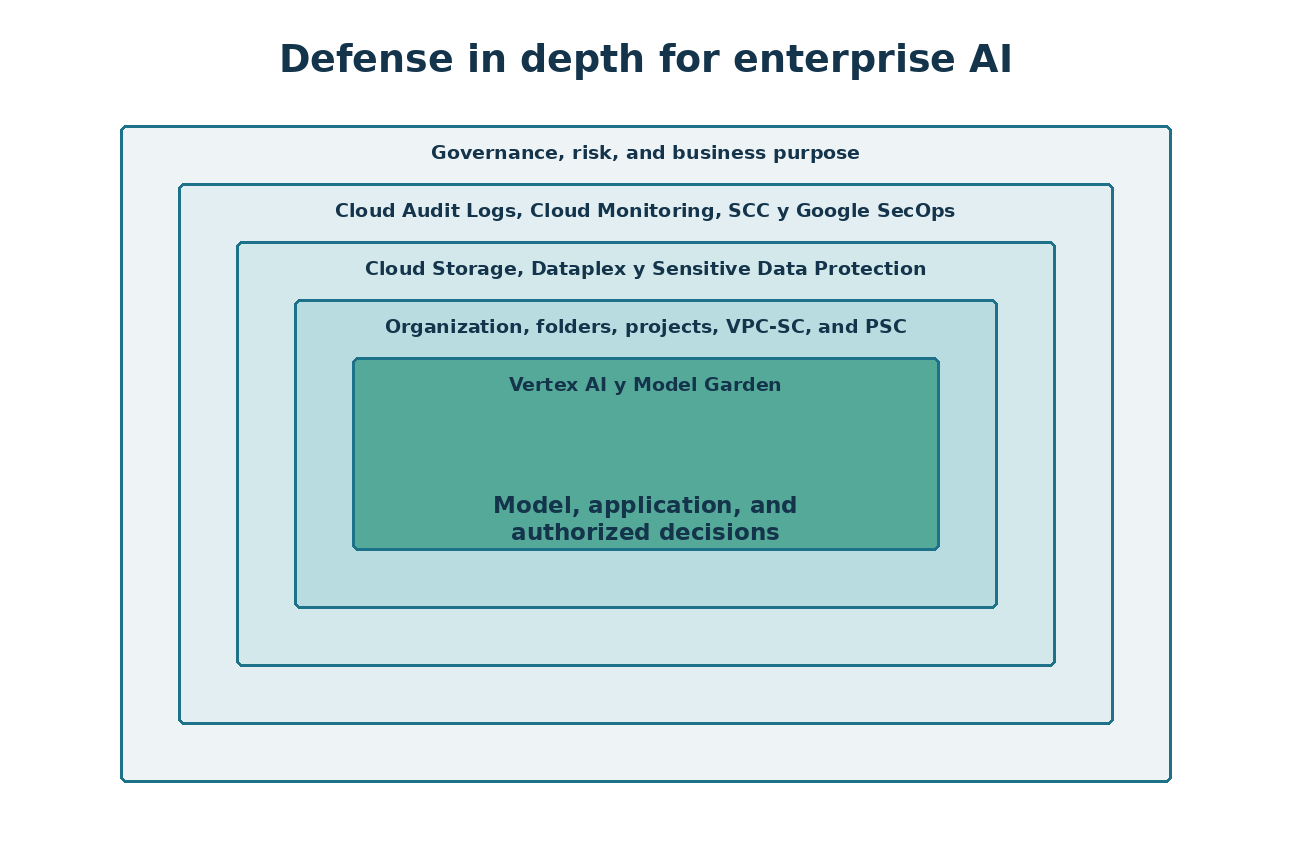 Defense in depth for enterprise AI
Governance, risk, and business purpose
Cloud Audit Logs, Cloud Monitoring, SCC y Google SecOps
Cloud Storage, Dataplex y Sensitive Data Protection
Organization, folders, projects, VPC-SC, and PSC
Vertex AI y Model Garden
Model, application, and
authorized decisions